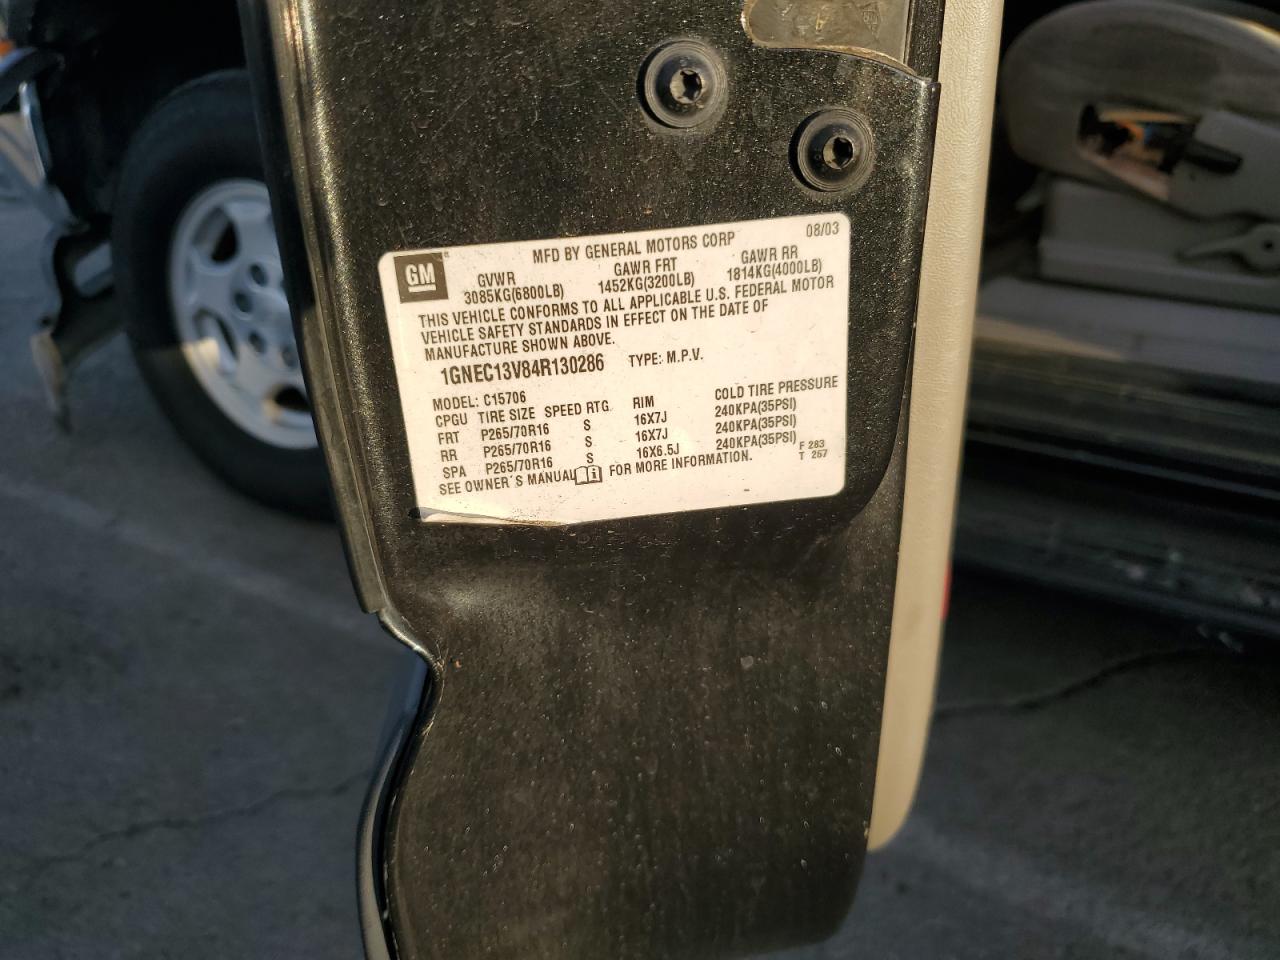 GM MFD BY GENERAL MOTORS CORP 08/03
GVWR GAWR FRT GAWR RR
3085KG(6800LB) 1452KG(3200LB) 1814KG(4000LB)
THIS VEHICLE CONFORMS TO ALL APPLICABLE U.S. FEDERAL MOTOR
VEHICLE SAFETY STANDARDS IN EFFECT ON THE DATE OF
MANUFACTURE SHOWN ABOVE.
1GNEC13V84R130286 TYPE: M.P.V.
MODEL: C15706
CPGU TIRE SIZE SPEED RTG RIM COLD TIRE PRESSURE
FRT P265/70R16 S 16X7J 240KPA(35PSI)
RR P265/70R16 S 16X7J 240KPA(35PSI)
SPA P265/70R16 S 16X6.5J 240KPA(35PSI)
SEE OWNER'S MANUAL FOR MORE INFORMATION.
F 283
T 257